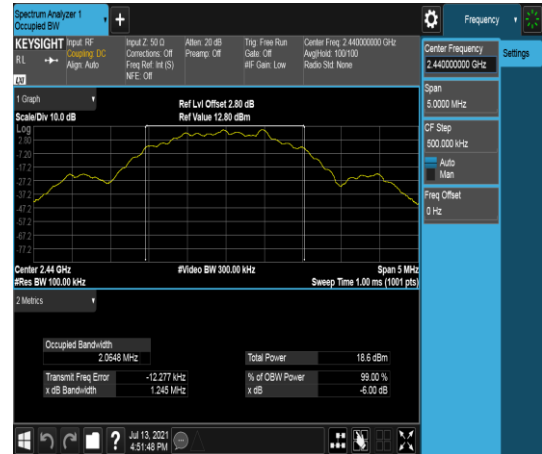 Spectrum Analyzer 1
Occupied BW
+
Frequency
KEYSIGHT
Input: RF
Coupling: DC
Align: Auto
RL
LXI
Input Z: 50 Ω
Corrections: Off
Freq Ref: Int (S)
NFE: Off
Atten: 20 dB
Preamp: Off
Trig: Free Run
Gate: Off
#IF Gain: Low
Center Freq: 2.440000000 GHz
Avg|Hold: 100/100
Radio Std: None
Center Frequency
2.440000000 GHz
Settings
Span
5.0000 MHz
CF Step
500.000 kHz
Auto
Man
Freq Offset
0 Hz
1 Graph
Scale/Div 10.0 dB
Ref Lvl Offset 2.80 dB
Ref Value 12.80 dBm
Log
2.80
-7.20
-17.2
-27.2
-37.2
-47.2
-57.2
-67.2
-77.2
Center 2.44 GHz
#Res BW 100.00 kHz
#Video BW 300.00 kHz
Span 5 MHz
Sweep Time 1.00 ms (1001 pts)
2 Metrics
Occupied Bandwidth
2.0648 MHz
Total Power 18.6 dBm
Transmit Freq Error -12.277 kHz
% of OBW Power 99.00 %
x dB Bandwidth 1.245 MHz
x dB -6.00 dB
?
Jul 13, 2021
4:51:48 PM